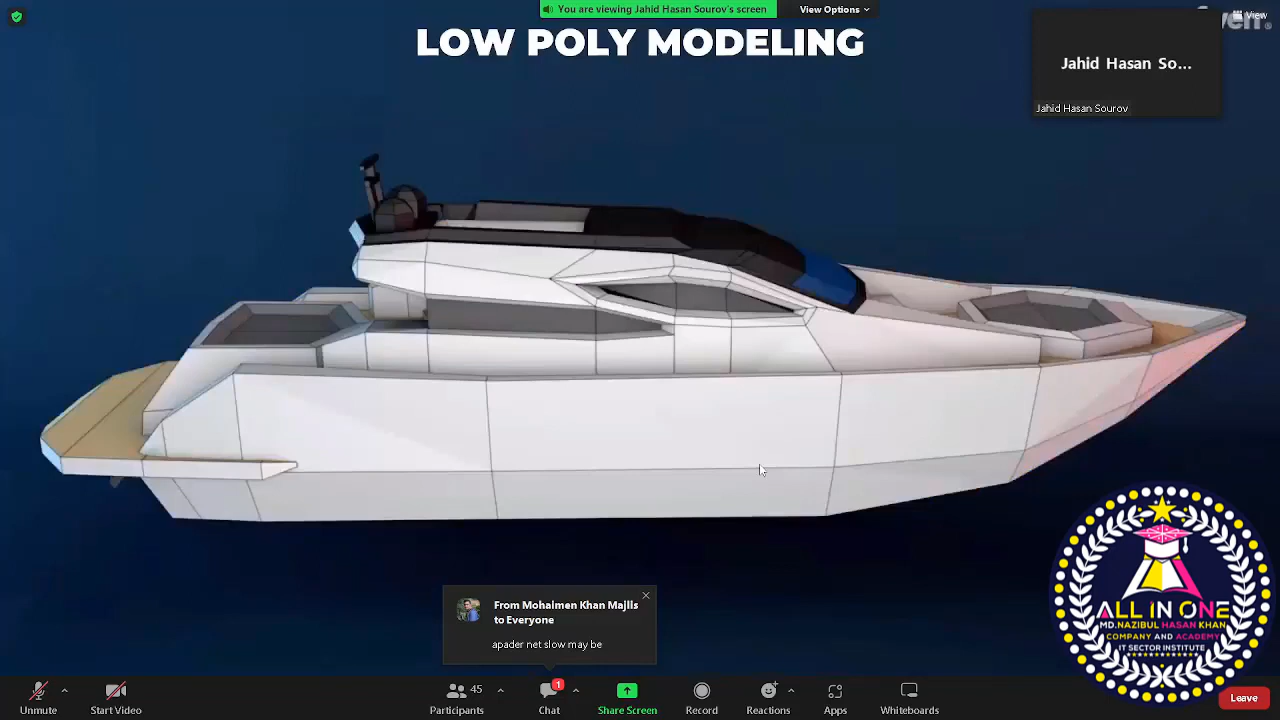 You are viewing Jahid Hasan Sourov's screen
View Options
View
LOW POLY MODELING
Jahid Hasan So...
Jahid Hasan Sourov
From Mohaimen Khan Majlis
to Everyone
apader net slow may be
ALL IN ONE
MD.NAZIBUL HASAN KHAN
COMPANY AND ACADEMY
IT SECTOR INSTITUTE
Unmute
Start Video
45
Participants
1
Chat
Share Screen
Record
Reactions
Apps
Whiteboards
Leave